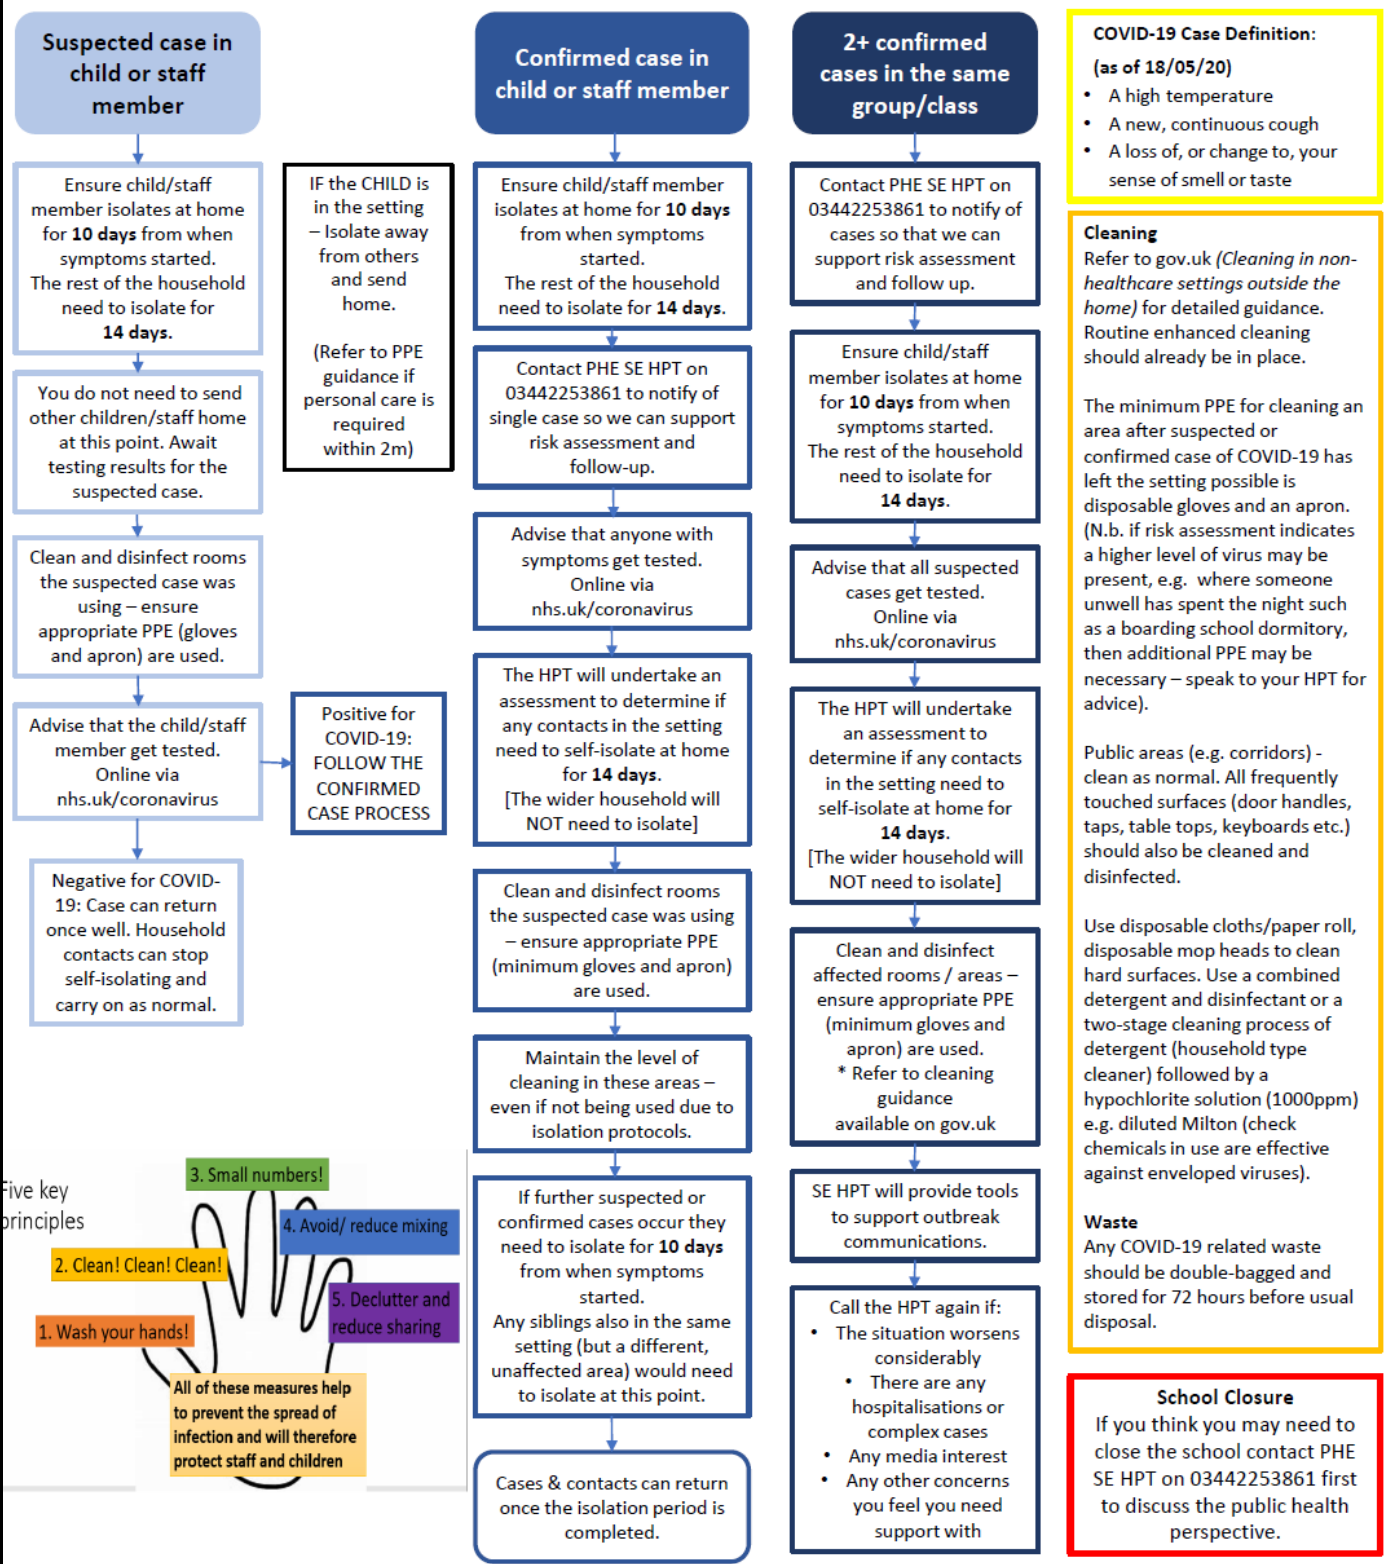 Suspected case in
child or staff
member
Ensure child/staff
member isolates at home
for 10 days from when
symptoms started.
The rest of the household
need to isolate for
14 days.
You do not need to send
other children/staff home
at this point. Await
testing results for the
suspected case.
Clean and disinfect rooms
the suspected case was
using – ensure
appropriate PPE (gloves
and apron) are used.
Advise that the child/staff
member get tested.
Online via
nhs.uk/coronavirus
Negative for COVID-
19: Case can return
once well. Household
contacts can stop
self-isolating and
carry on as normal.
IF the CHILD is
in the setting
– Isolate away
from others
and send
home.
(Refer to PPE
guidance if
personal care is
required
within 2m)
Positive for
COVID-19:
FOLLOW THE
CONFIRMED
CASE PROCESS
Five key
principles
3. Small numbers!
4. Avoid/ reduce mixing
2. Clean! Clean! Clean!
5. Declutter and
reduce sharing
1. Wash your hands!
All of these measures help
to prevent the spread of
infection and will therefore
protect staff and children
Confirmed case in
child or staff member
Ensure child/staff member
isolates at home for 10 days
from when symptoms
started.
The rest of the household
need to isolate for 14 days.
Contact PHE SE HPT on
03442253861 to notify of
single case so we can support
risk assessment and
follow-up.
Advise that anyone with
symptoms get tested.
Online via
nhs.uk/coronavirus
The HPT will undertake an
assessment to determine if
any contacts in the setting
need to self-isolate at home
for 14 days.
[The wider household will
NOT need to isolate]
Clean and disinfect rooms
the suspected case was using
– ensure appropriate PPE
(minimum gloves and apron)
are used.
Maintain the level of
cleaning in these areas –
even if not being used due to
isolation protocols.
If further suspected or
confirmed cases occur they
need to isolate for 10 days
from when symptoms
started.
Any siblings also in the same
setting (but a different,
unaffected area) would need
to isolate at this point.
Cases & contacts can return
once the isolation period is
completed.
2+ confirmed
cases in the same
group/class
Contact PHE SE HPT on
03442253861 to notify of
cases so that we can
support risk assessment
and follow up.
Ensure child/staff
member isolates at home
for 10 days from when
symptoms started.
The rest of the household
need to isolate for
14 days.
Advise that all suspected
cases get tested.
Online via
nhs.uk/coronavirus
The HPT will undertake
an assessment to
determine if any contacts
in the setting need to
self-isolate at home for
14 days.
[The wider household will
NOT need to isolate]
Clean and disinfect
affected rooms / areas –
ensure appropriate PPE
(minimum gloves and
apron) are used.
* Refer to cleaning
guidance
available on gov.uk
SE HPT will provide tools
to support outbreak
communications.
Call the HPT again if:
• The situation worsens
considerably
• There are any
hospitalisations or
complex cases
• Any media interest
• Any other concerns
you feel you need
support with
COVID-19 Case Definition:
(as of 18/05/20)
• A high temperature
• A new, continuous cough
• A loss of, or change to, your
sense of smell or taste
Cleaning
Refer to gov.uk (Cleaning in non-
healthcare settings outside the
home) for detailed guidance.
Routine enhanced cleaning
should already be in place.
The minimum PPE for cleaning an
area after suspected or
confirmed case of COVID-19 has
left the setting possible is
disposable gloves and an apron.
(N.b. if risk assessment indicates
a higher level of virus may be
present, e.g. where someone
unwell has spent the night such
as a boarding school dormitory,
then additional PPE may be
necessary – speak to your HPT for
advice).
Public areas (e.g. corridors) -
clean as normal. All frequently
touched surfaces (door handles,
taps, table tops, keyboards etc.)
should also be cleaned and
disinfected.
Use disposable cloths/paper roll,
disposable mop heads to clean
hard surfaces. Use a combined
detergent and disinfectant or a
two-stage cleaning process of
detergent (household type
cleaner) followed by a
hypochlorite solution (1000ppm)
e.g. diluted Milton (check
chemicals in use are effective
against enveloped viruses).
Waste
Any COVID-19 related waste
should be double-bagged and
stored for 72 hours before usual
disposal.
School Closure
If you think you may need to
close the school contact PHE
SE HPT on 03442253861 first
to discuss the public health
perspective.